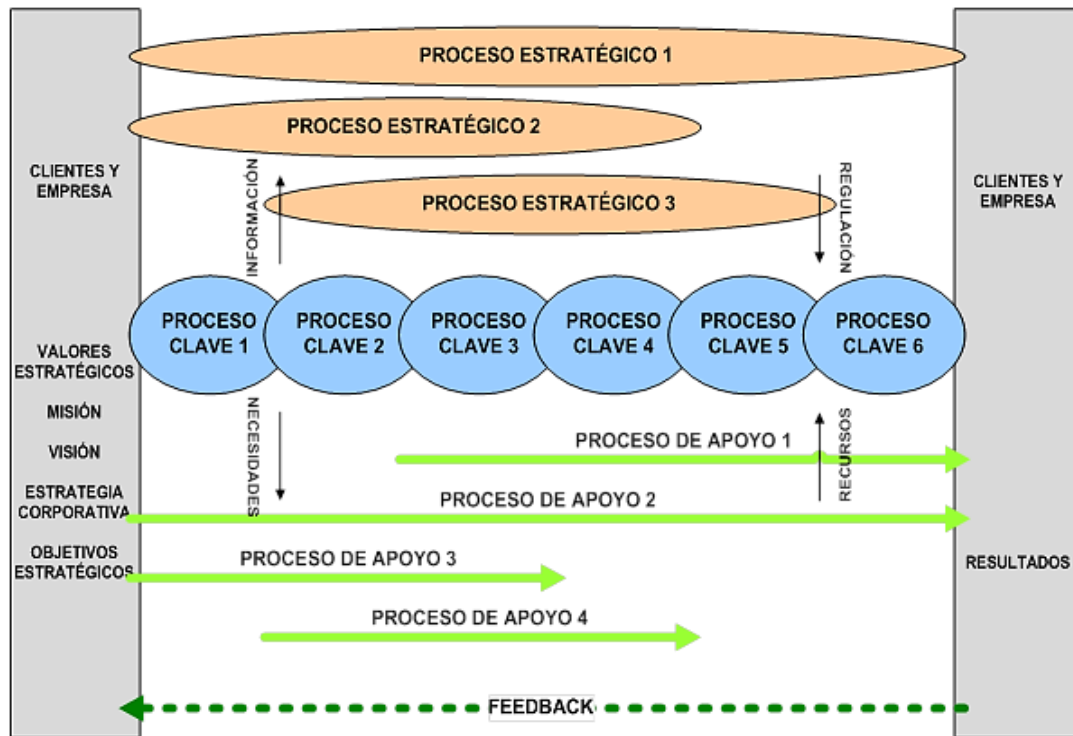 PROCESO ESTRATÉGICO 1
PROCESO ESTRATÉGICO 2
CLIENTES Y
EMPRESA
INFORMACIÓN
PROCESO ESTRATÉGICO 3
REGULACIÓN
CLIENTES Y
EMPRESA
PROCESO
CLAVE 1
PROCESO
CLAVE 2
PROCESO
CLAVE 3
PROCESO
CLAVE 4
PROCESO
CLAVE 5
PROCESO
CLAVE 6
VALORES
ESTRATÉGICOS
MISIÓN
VISIÓN
ESTRATEGIA
CORPORATIVA
OBJETIVOS
ESTRATÉGICOS
NECESIDADES
RECURSOS
PROCESO DE APOYO 1
PROCESO DE APOYO 2
PROCESO DE APOYO 3
PROCESO DE APOYO 4
RESULTADOS
FEEDBACK